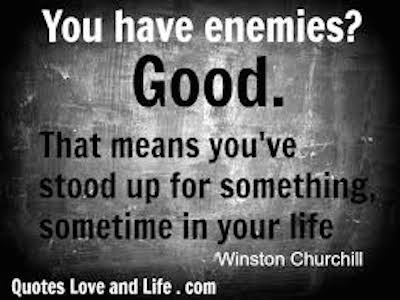 You have enemies?
Good.
That means you've
stood up for something,
sometime in your life
Winston Churchill
Quotes Love and Life . com